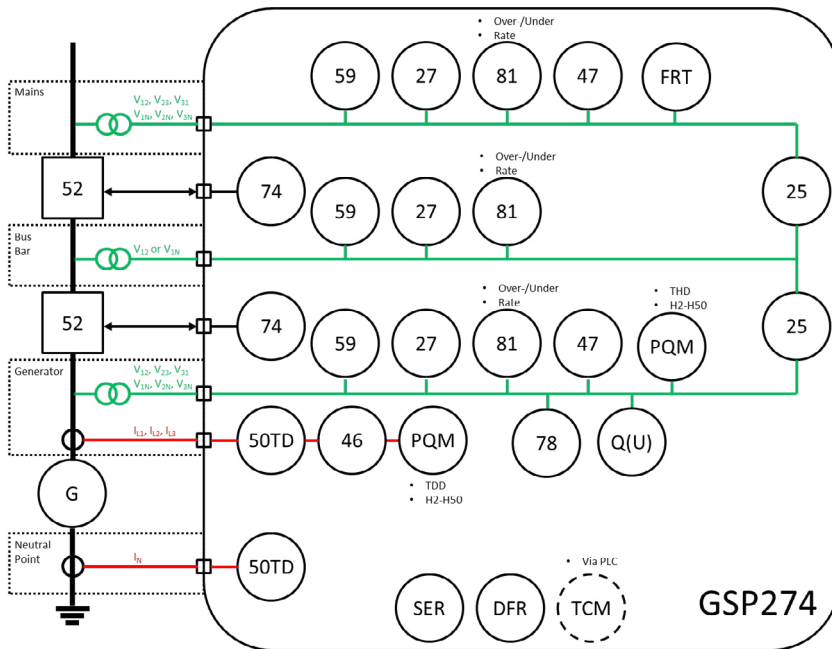 • Over /Under
• Rate
59
27
81
47
FRT
Mains
V12, V23, V31
V1N, V2N, V3N
52
74
• Over-/Under
• Rate
59
27
81
25
Bus
Bar
V12 or V1N
52
74
• Over-/Under
• Rate
59
27
81
47
• THD
• H2-H50
PQM
25
Generator
V12, V23, V31
V1N, V2N, V3N
IL1, IL2, IL3
50TD
46
PQM
78
Q(U)
• TDD
• H2-H50
G
Neutral
Point
IN
50TD
• Via PLC
SER
DFR
TCM
GSP274